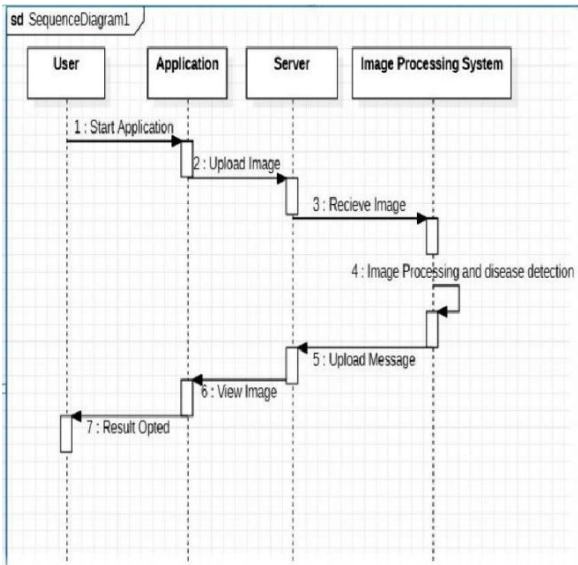 sd SequenceDiagram1
User
Application
Server
Image Processing System
1 : Start Application
2 : Upload Image
3 : Recieve Image
4 : Image Processing and disease detection
5 : Upload Message
6 : View Image
7 : Result Opted